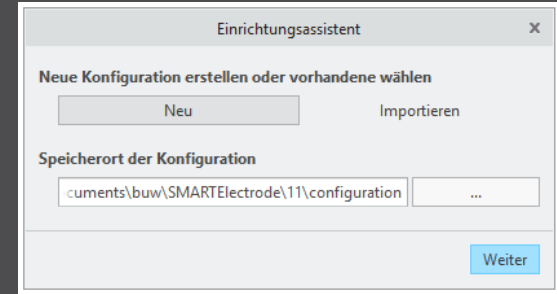 Einrichtungsassistent x
Neue Konfiguration erstellen oder vorhandene wählen
Neu Importieren
Speicherort der Konfiguration
cuments\buw\SMARTElectrode\11\configuration ...
Weiter